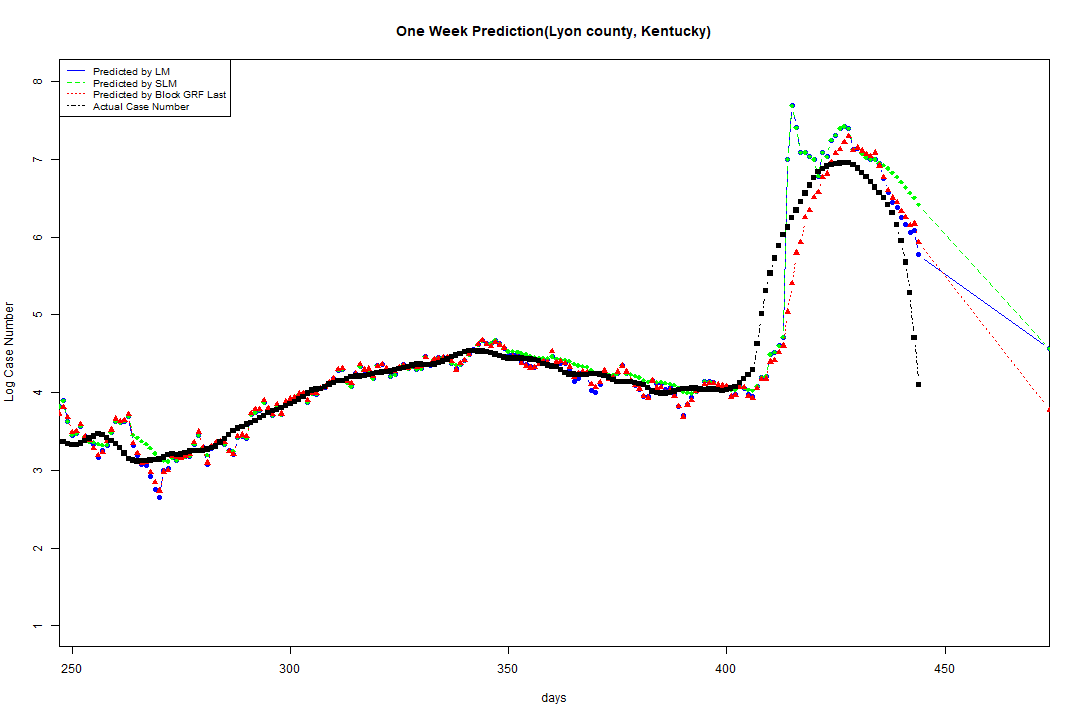 One Week Prediction(Lyon county, Kentucky)
Predicted by LM
Predicted by SLM
Predicted by Block GRF Last
Actual Case Number
8
7
6
5
4
3
2
1
Log Case Number
250 300 350 400 450
days